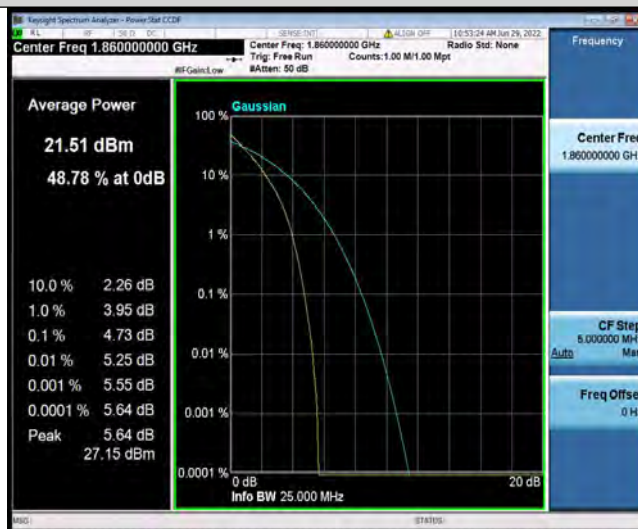 Keysight Spectrum Analyzer - Power Stat CCDF
RL RF 50 Ω DC SENSE:INT ALIGN OFF 10:53:24 AM Jun 29, 2022
Center Freq 1.860000000 GHz
Center Freq: 1.860000000 GHz
Radio Std: None
Trig: Free Run
Counts:1.00 M/1.00 Mpt
#IFGain:Low
#Atten: 50 dB
Frequency
Average Power
21.51 dBm
48.78 % at 0dB
10.0 % 2.26 dB
1.0 % 3.95 dB
0.1 % 4.73 dB
0.01 % 5.25 dB
0.001 % 5.55 dB
0.0001 % 5.64 dB
Peak 5.64 dB
27.15 dBm
Gaussian
100 %
10 %
1 %
0.1 %
0.01 %
0.001 %
0.0001 %
0 dB
20 dB
Info BW 25.000 MHz
Center Freq
1.860000000 GH
CF Step
5.000000 MH
Auto Man
Freq Offse
0 H
MSG
STATUS